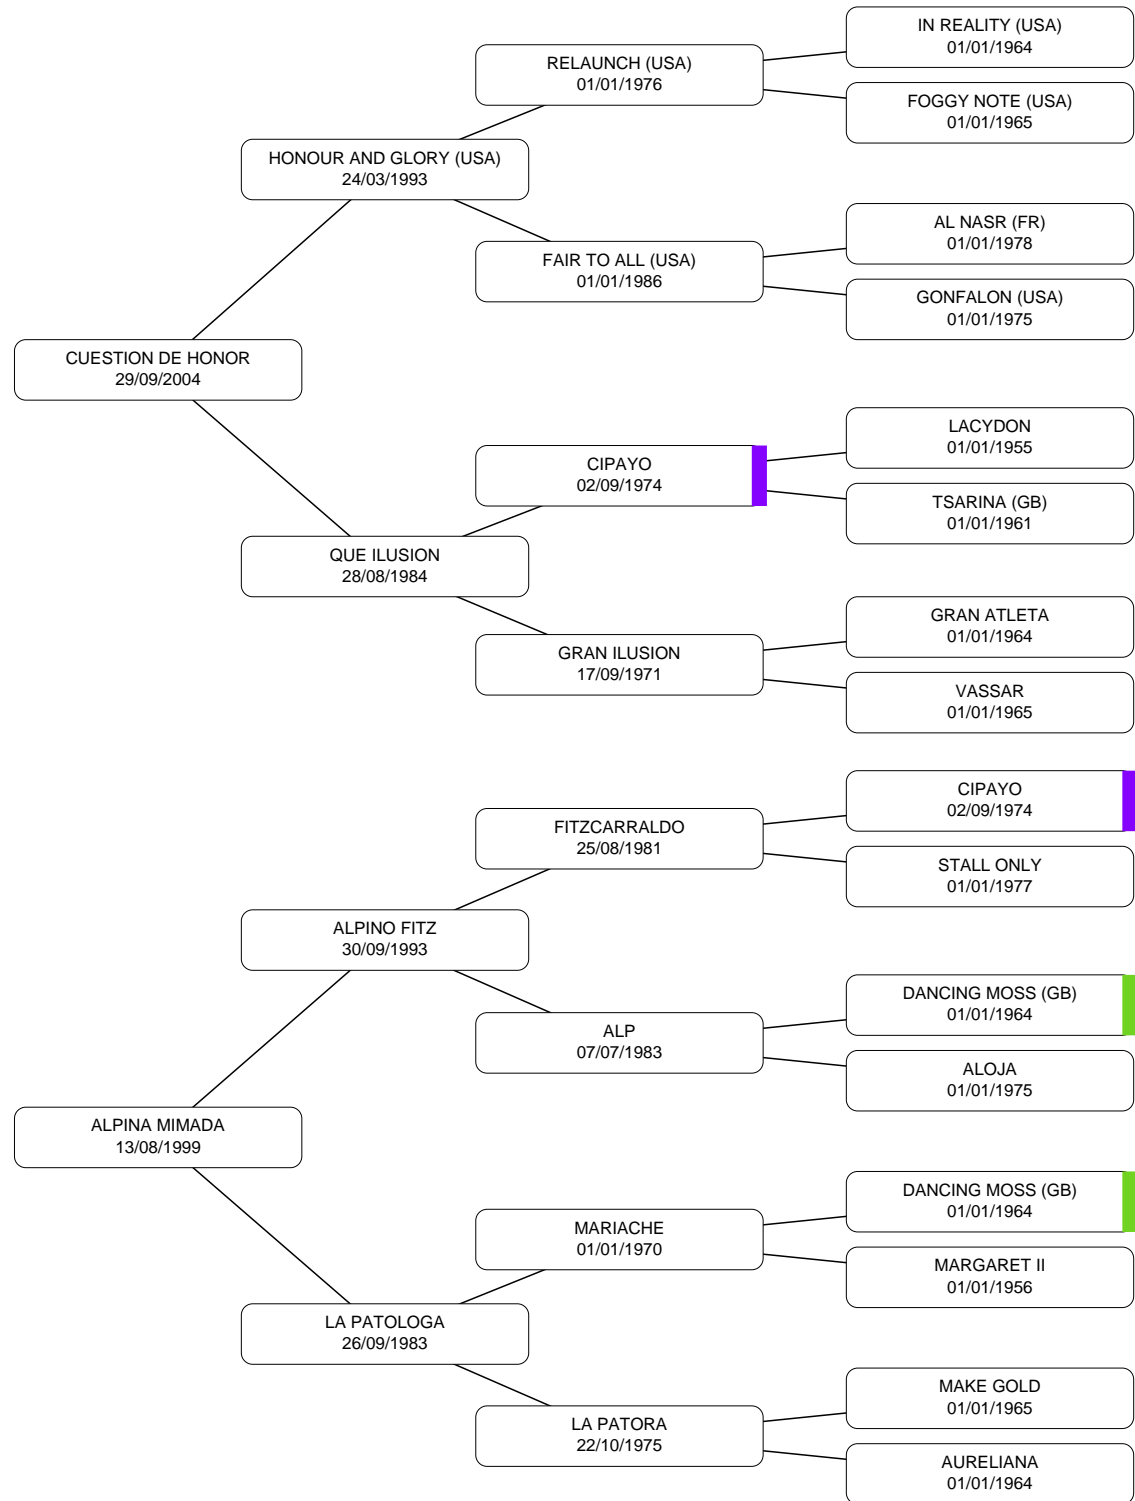 IN REALITY (USA)
01/01/1964
RELAUNCH (USA)
01/01/1976
FOGGY NOTE (USA)
01/01/1965
HONOUR AND GLORY (USA)
24/03/1993
AL NASR (FR)
01/01/1978
FAIR TO ALL (USA)
01/01/1986
GONFALON (USA)
01/01/1975
CUESTION DE HONOR
29/09/2004
LACYDON
01/01/1955
CIPAYO
02/09/1974
TSARINA (GB)
01/01/1961
QUE ILUSION
28/08/1984
GRAN ATLETA
01/01/1964
GRAN ILUSION
17/09/1971
VASSAR
01/01/1965
CIPAYO
02/09/1974
FITZCARRALDO
25/08/1981
STALL ONLY
01/01/1977
ALPINO FITZ
30/09/1993
DANCING MOSS (GB)
01/01/1964
ALP
07/07/1983
ALOJA
01/01/1975
ALPINA MIMADA
13/08/1999
DANCING MOSS (GB)
01/01/1964
MARIACHE
01/01/1970
MARGARET II
01/01/1956
LA PATOLOGA
26/09/1983
MAKE GOLD
01/01/1965
LA PATORA
22/10/1975
AURELIANA
01/01/1964